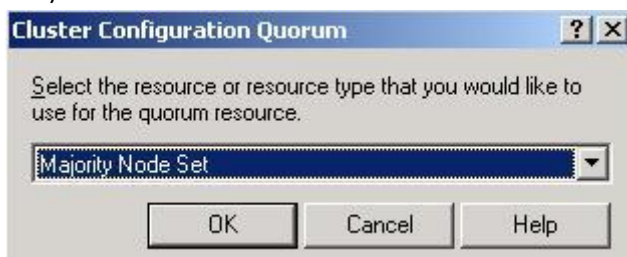 Cluster Configuration Quorum
Select the resource or resource type that you would like to
use for the quorum resource.
Majority Node Set
OK Cancel Help